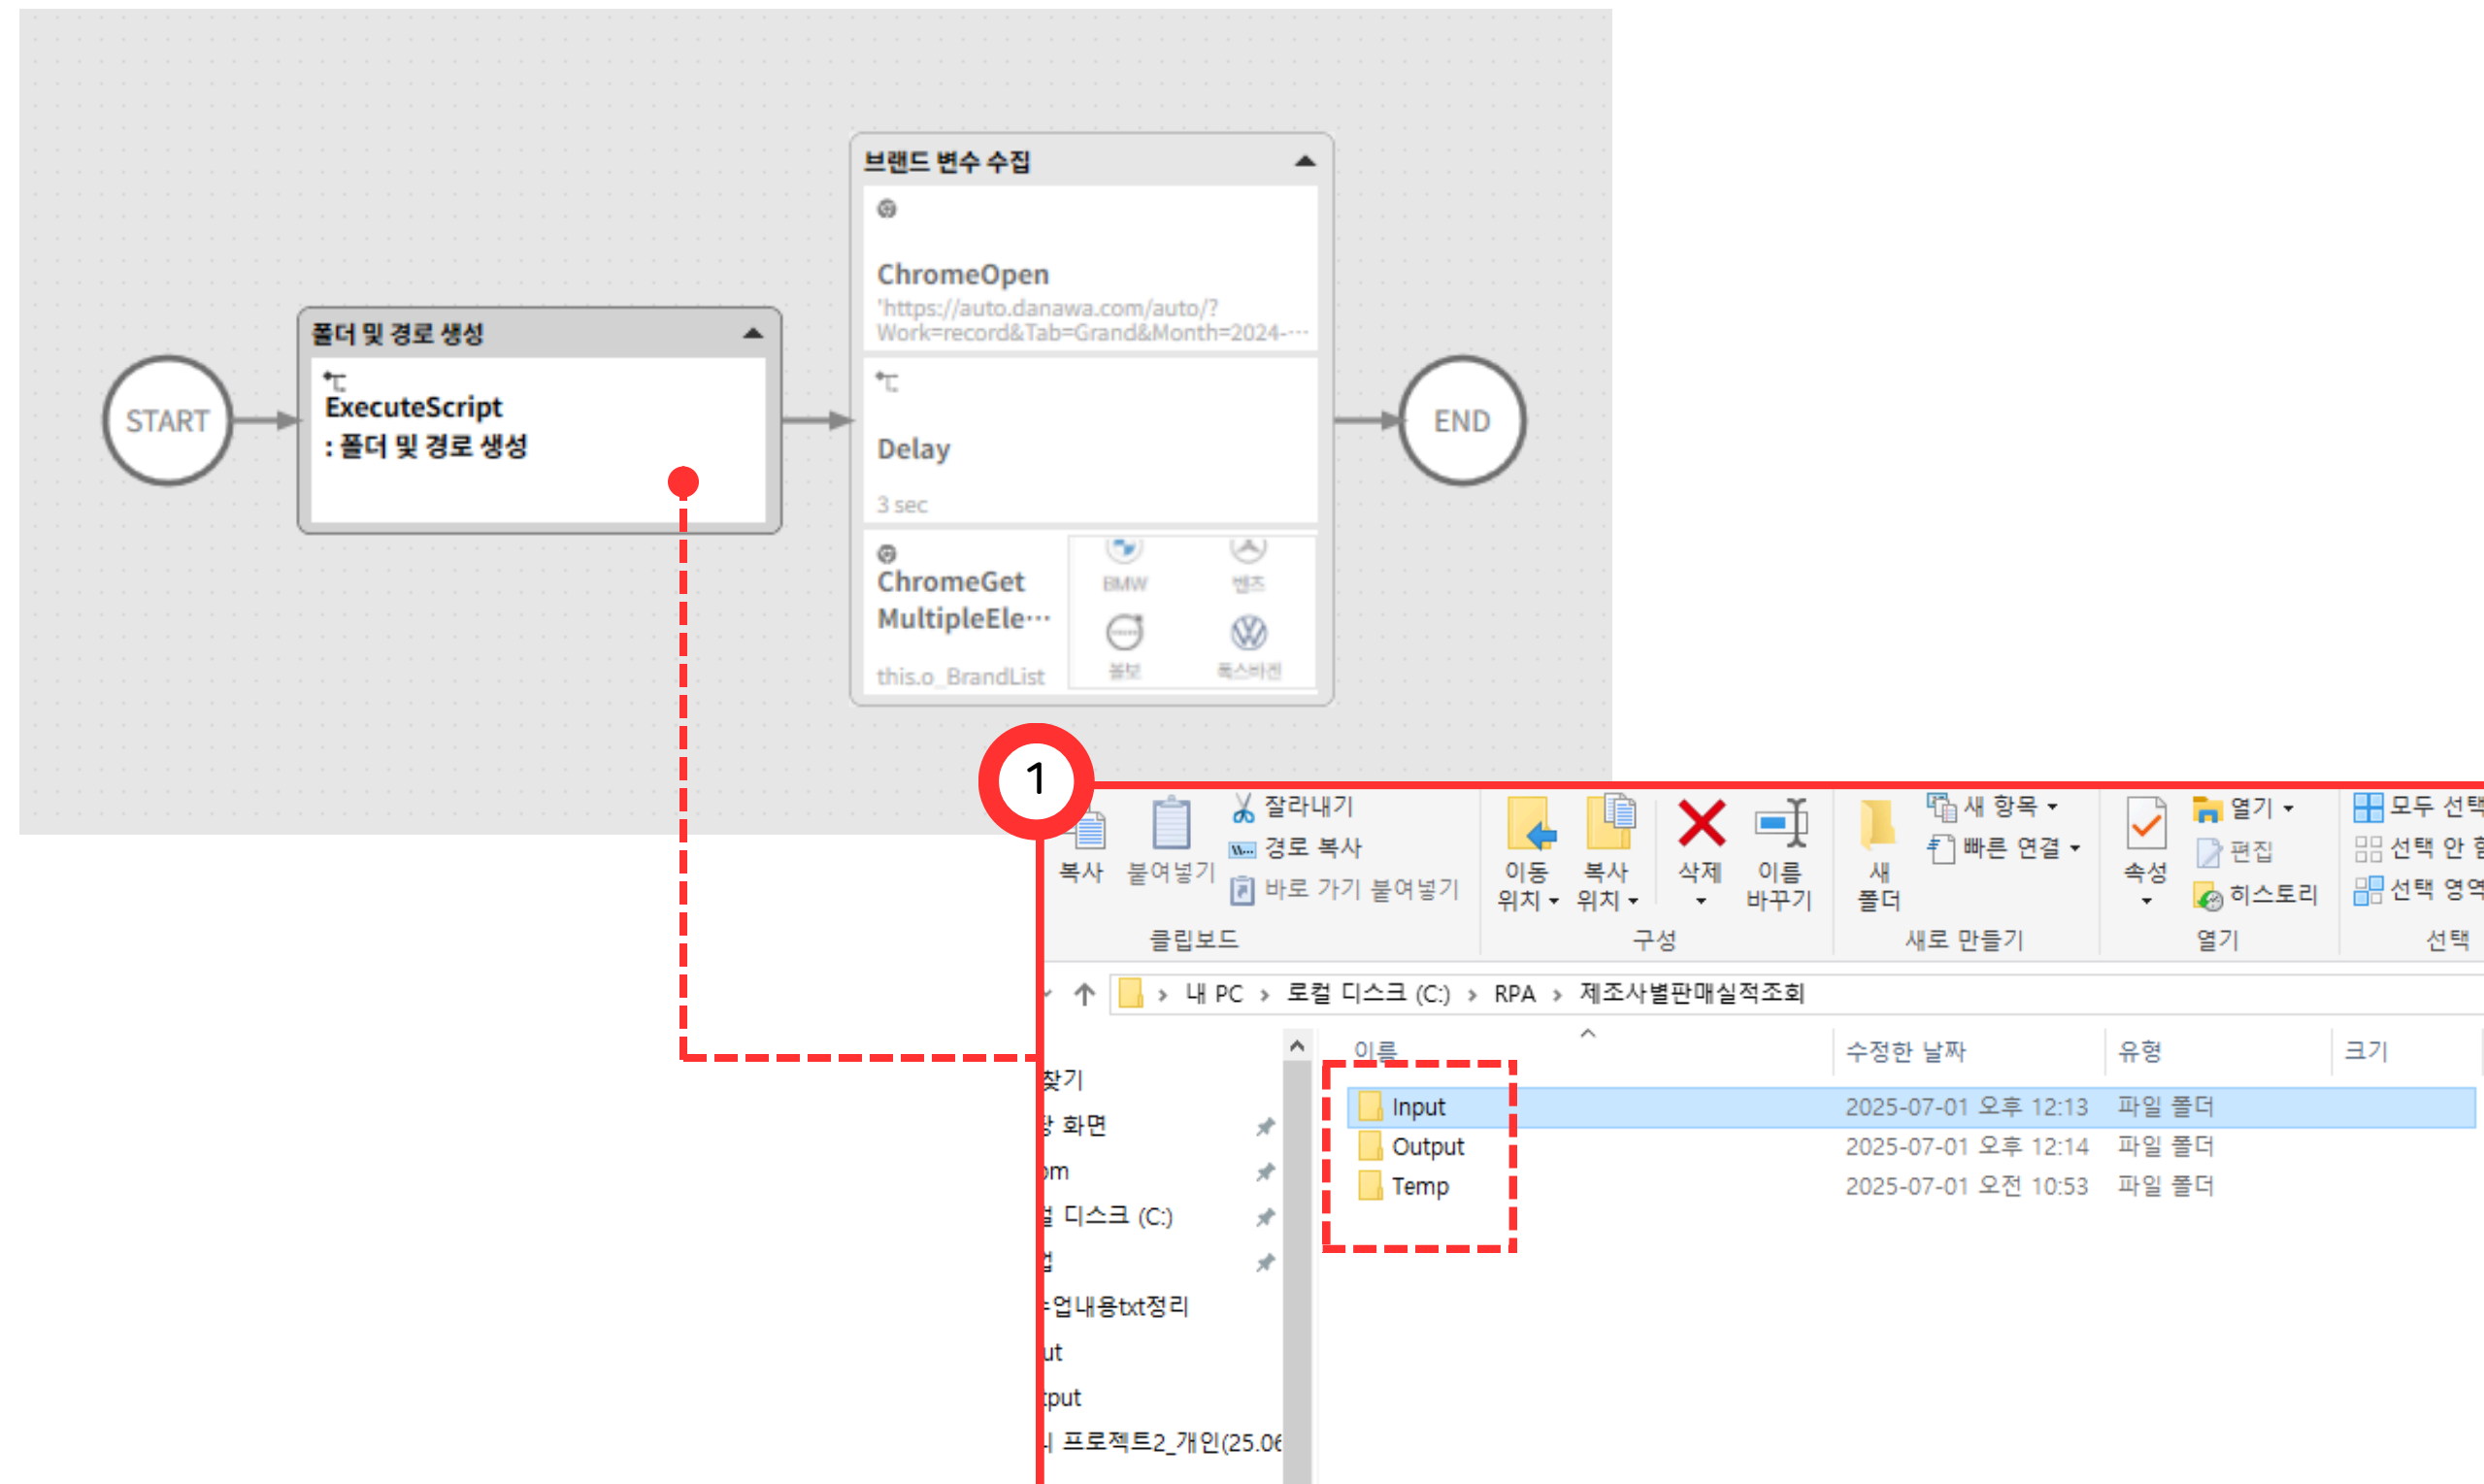 브랜드 변수 수집
ChromeOpen
'https://auto.danawa.com/auto/?
Work=record&Tab=Grand&Month=2024-…
폴더 및 경로 생성
ExecuteScript
: 폴더 및 경로 생성
START
Delay
3 sec
END
ChromeGet
MultipleEle…
this.o_BrandList
BMW
벤츠
볼보
폭스바겐
1
복사
붙여넣기
잘라내기
경로 복사
바로 가기 붙여넣기
클립보드
이동
위치
복사
위치
삭제
이름
바꾸기
구성
새
폴더
새 항목
빠른 연결
새로 만들기
속성
열기
편집
히스토리
열기
모두 선택
선택 안
선택 영역
선택
내 PC > 로컬 디스크 (C:) > RPA > 제조사별판매실적조회
이름
수정한 날짜
유형
크기
Input
2025-07-01 오후 12:13
파일 폴더
Output
2025-07-01 오후 12:14
파일 폴더
Temp
2025-07-01 오전 10:53
파일 폴더
찾기
화면
om
디스크 (C:)
업내용txt정리
ut
tput
프로젝트2_개인(25.06